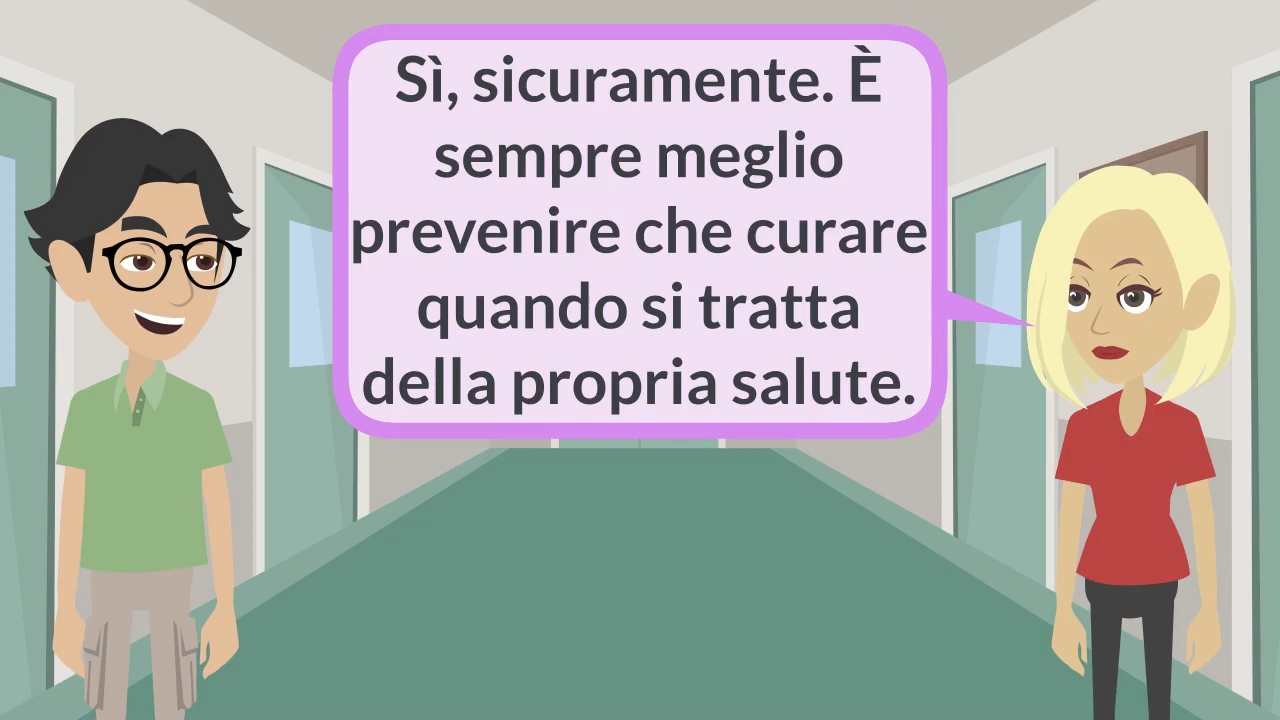 Sì, sicuramente. È
sempre meglio
prevenire che curare
quando si tratta
della propria salute.